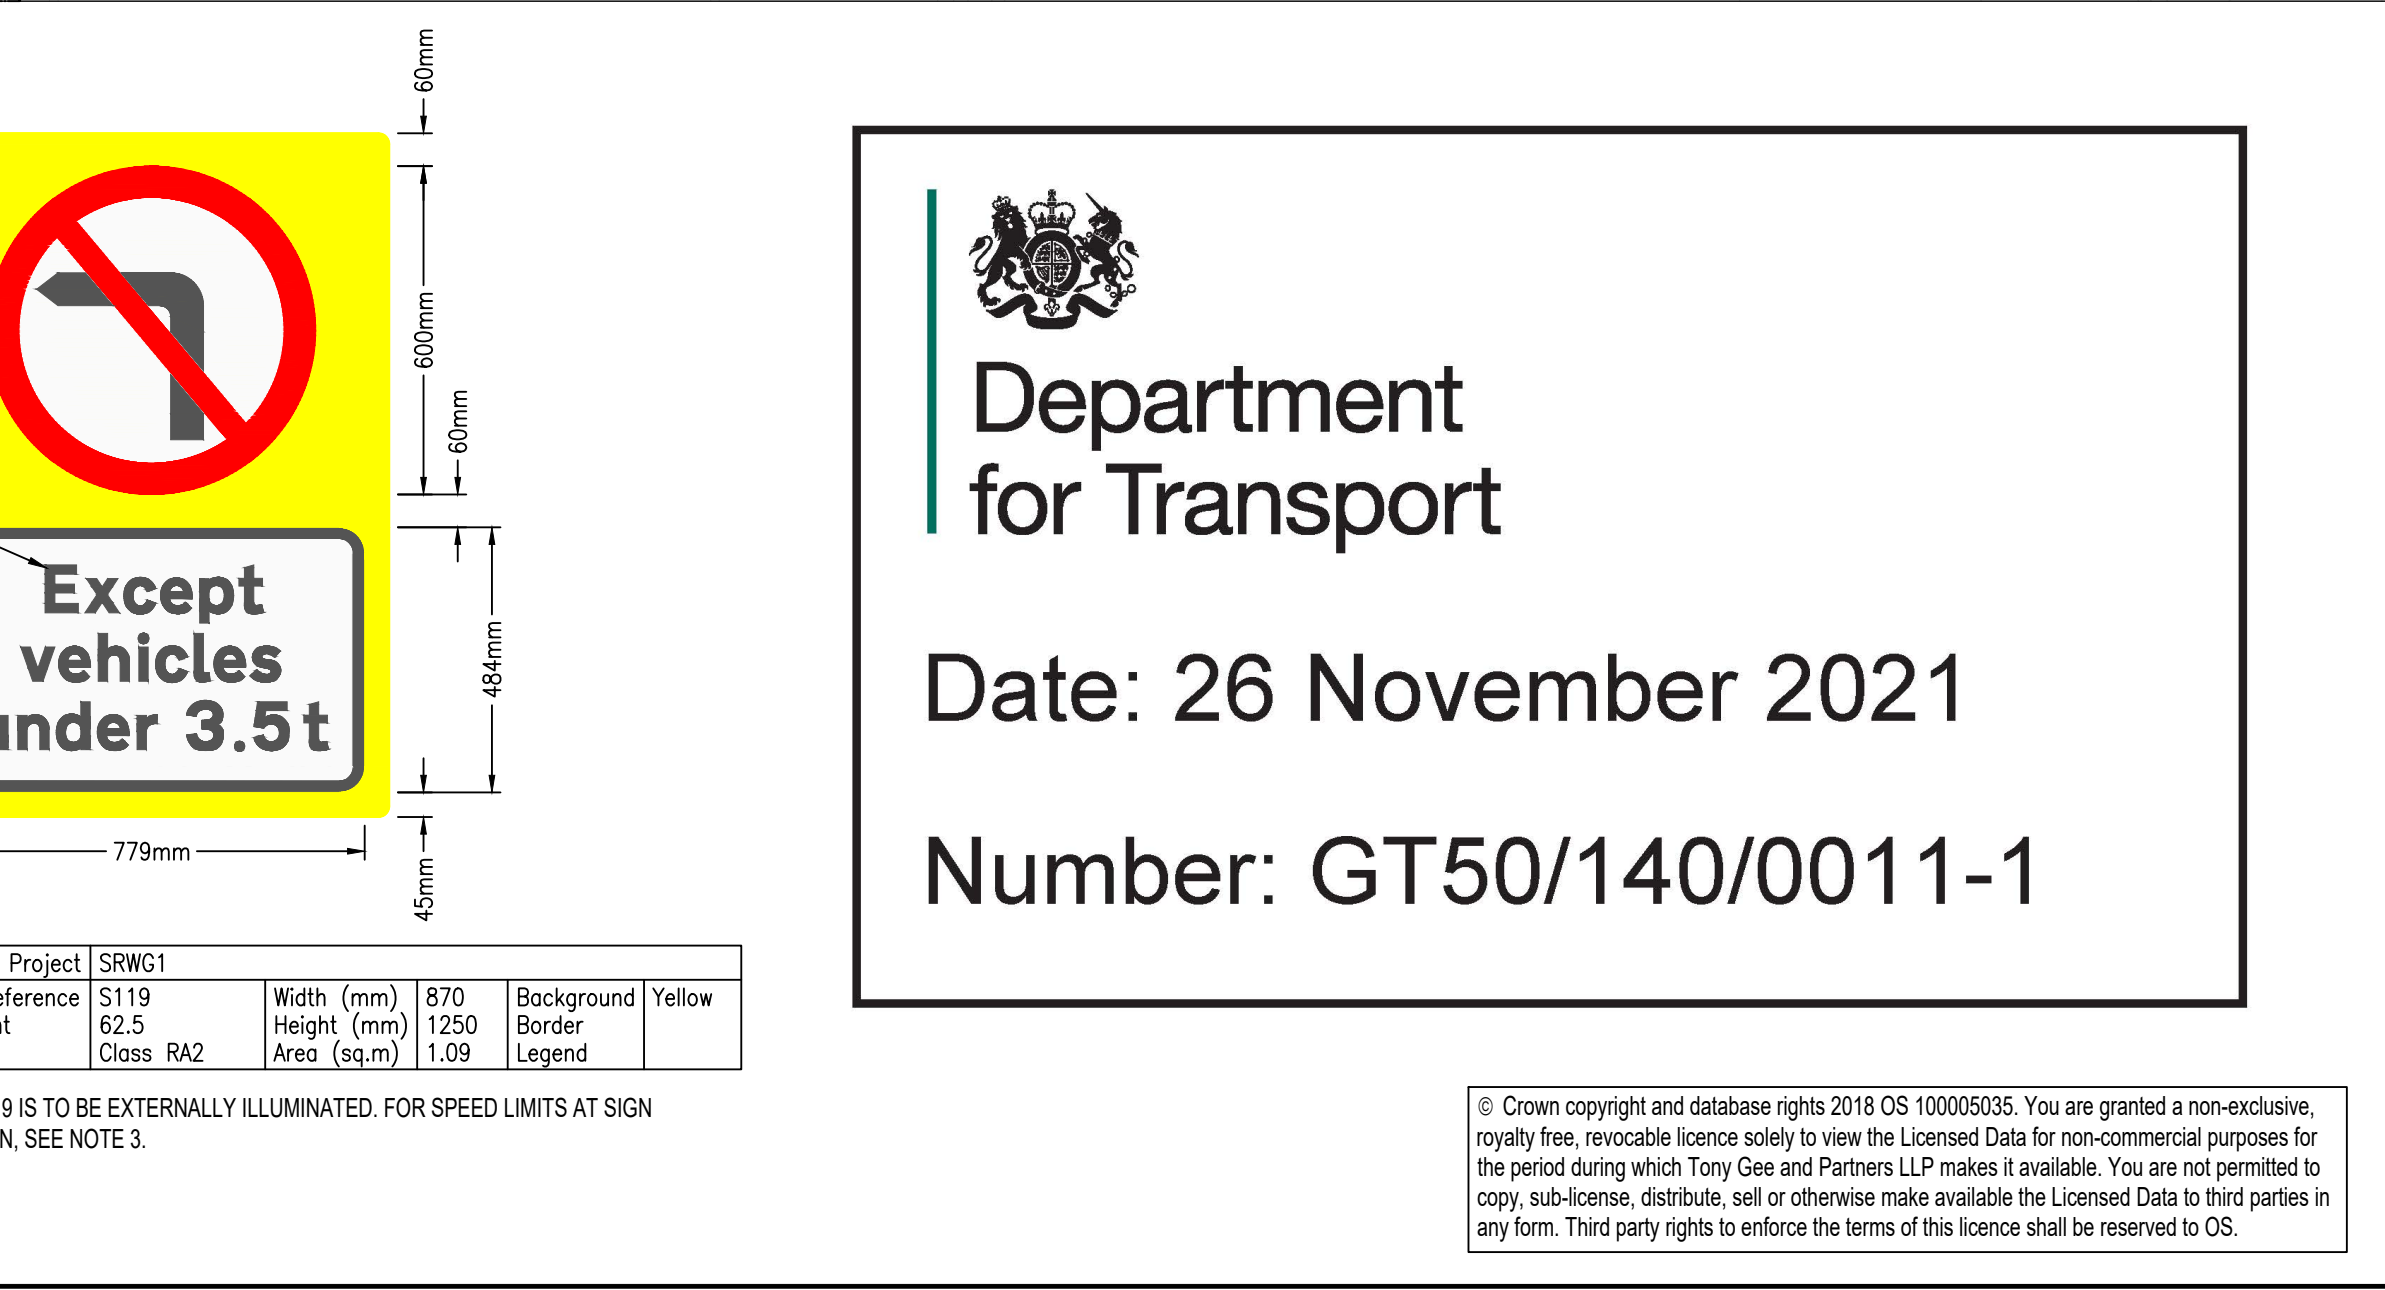 60mm
600mm
60mm
Except
vehicles
under 3.5t
484mm
779mm
45mm
Project SRWG1
eference S119 Width (mm) 870 Background Yellow
62.5 Height (mm) 1250 Border
Class RA2 Area (sq.m) 1.09 Legend
9 IS TO BE EXTERNALLY ILLUMINATED. FOR SPEED LIMITS AT SIGN
N, SEE NOTE 3.
Department
for Transport
Date: 26 November 2021
Number: GT50/140/0011-1
© Crown copyright and database rights 2018 OS 100005035. You are granted a non-exclusive,
royalty free, revocable licence solely to view the Licensed Data for non-commercial purposes for
the period during which Tony Gee and Partners LLP makes it available. You are not permitted to
copy, sub-license, distribute, sell or otherwise make available the Licensed Data to third parties in
any form. Third party rights to enforce the terms of this licence shall be reserved to OS.